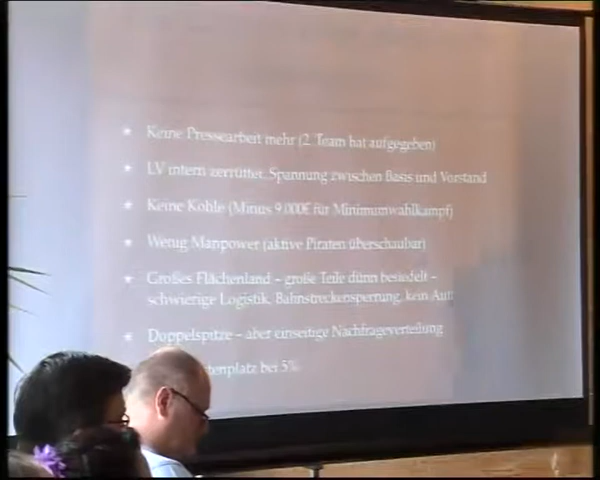 Keine Pressearbeit mehr (2. Team hat aufgegeben)
LV intern zerrüttet. Spannung zwischen Basis und Vorstand
Keine Kohle (Minus 9.000€ für Minimumwahlkampf)
Wenig Manpower (aktive Piraten überschaubar)
Großes Flächenland – große Teile dünn besiedelt –
schwierige Logistik, Bahnstreckensperrung, kein Auto
Doppelspitze – aber einseitige Nachfrageverteilung
bei 5%